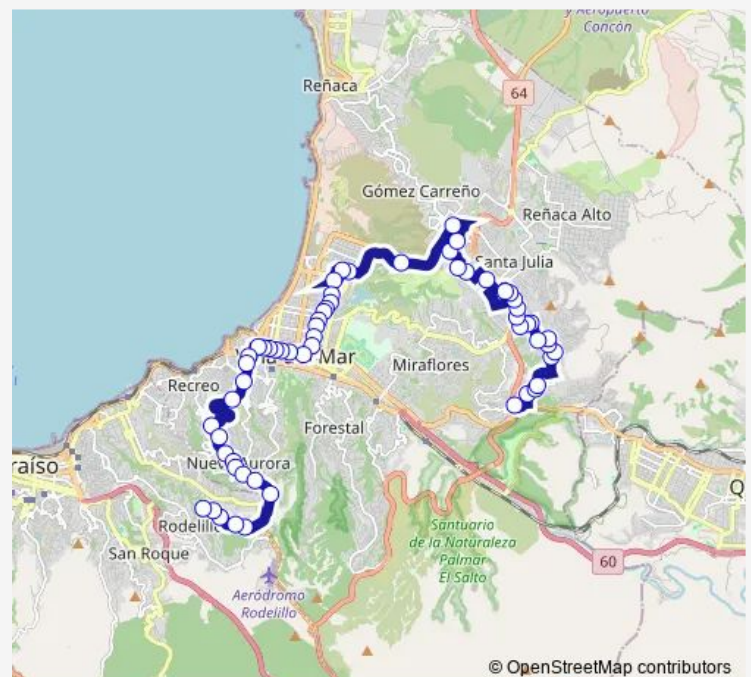 y Aeropuerto
Concón
Reñaca
64
Gómez Carreño
Reñaca Alto
Santa Julia
Mar
Miraflores
Recreo
Forestal
raíso
Nueva Aurora
Q
Rodelillo
San Roque
Santuario
de la Naturaleza
Palmar
El Salto
60
Aeródromo
Rodelillo
© OpenStreetMap contributors